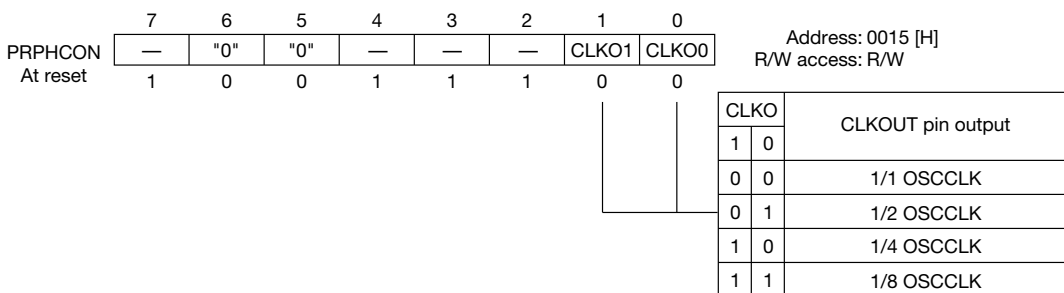 7 6 5 4 3 2 1 0
PRPHCON — "0" "0" — — — CLKO1 CLKO0
At reset 1 0 0 1 1 1 0 0
Address: 0015 [H]
R/W access: R/W
CLKO CLKOUT pin output
1 0
0 0 1/1 OSCCLK
0 1 1/2 OSCCLK
1 0 1/4 OSCCLK
1 1 1/8 OSCCLK